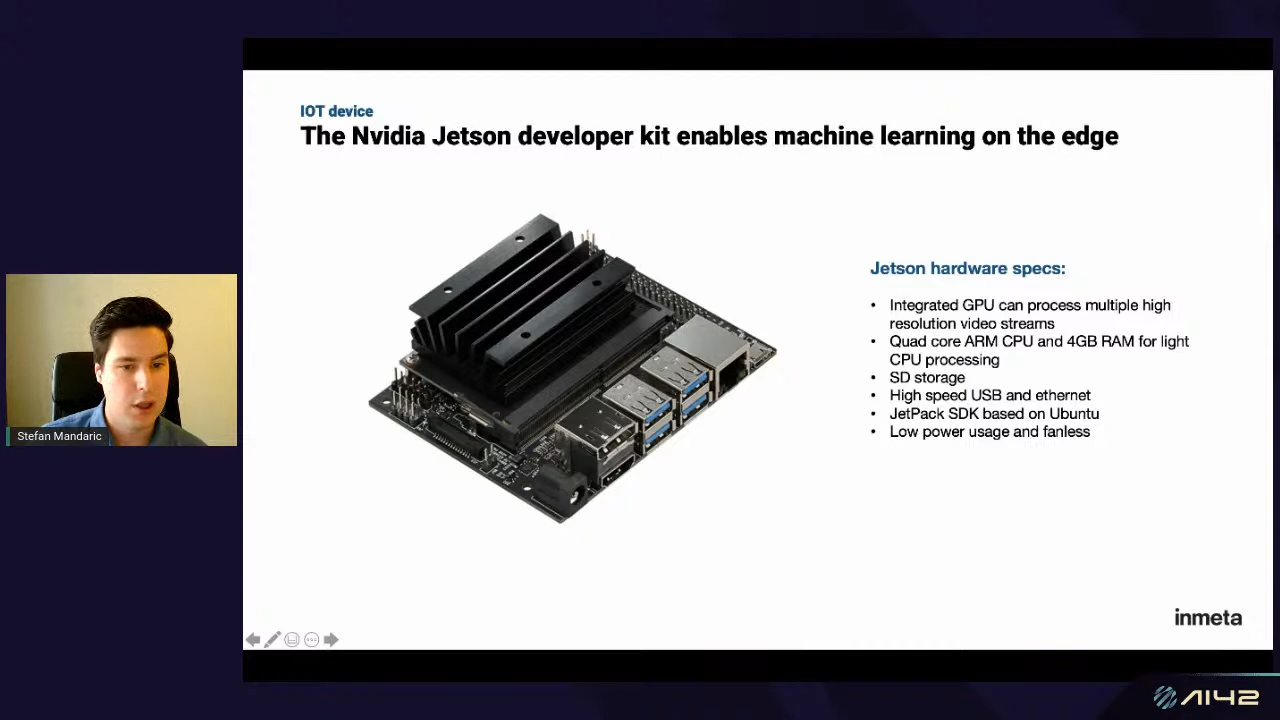 IOT device
The Nvidia Jetson developer kit enables machine learning on the edge
Jetson hardware specs:
• Integrated GPU can process multiple high
resolution video streams
• Quad core ARM CPU and 4GB RAM for light
CPU processing
• SD storage
• High speed USB and ethernet
• JetPack SDK based on Ubuntu
• Low power usage and fanless
Stefan Mandaric
inmeta
AI42